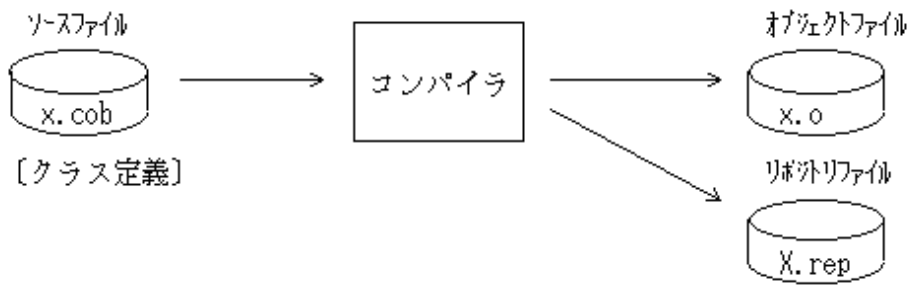 ソースファイル
x.cob
〔クラス定義〕
コンパイラ
オブジェクトファイル
x.o
リポジトリファイル
X.rep